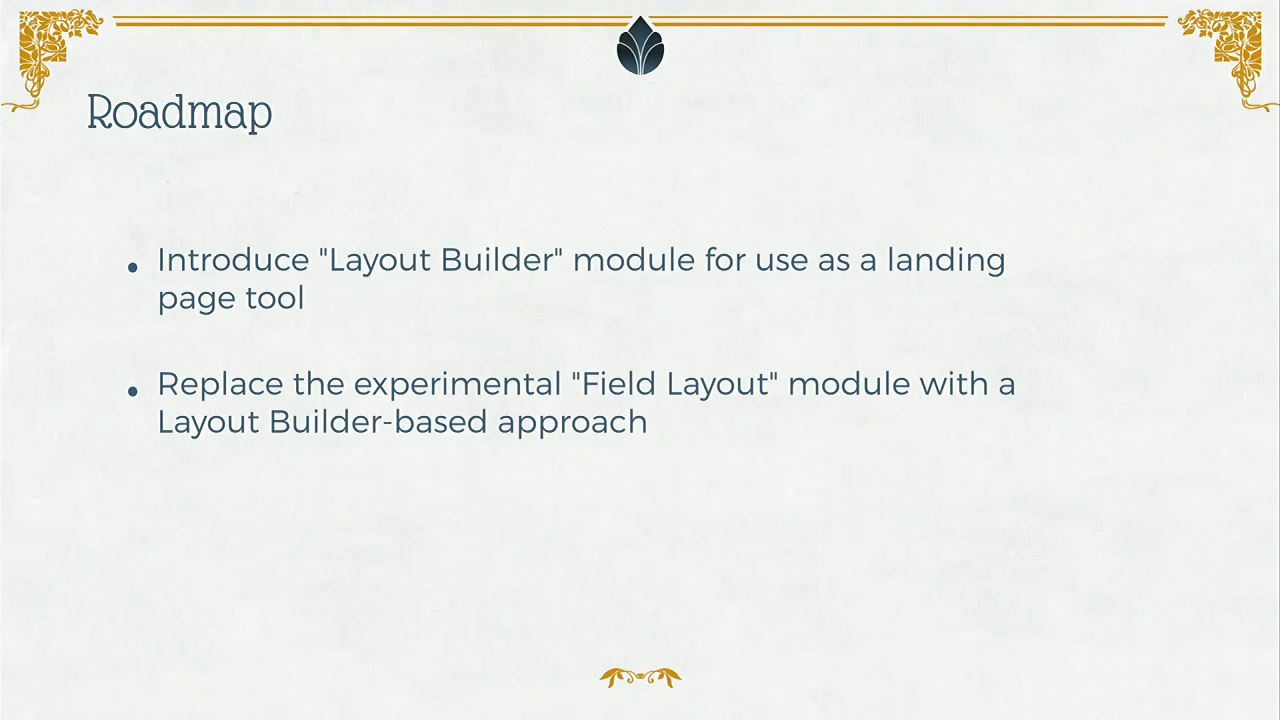 Roadmap
• Introduce "Layout Builder" module for use as a landing
page tool
• Replace the experimental "Field Layout" module with a
Layout Builder-based approach